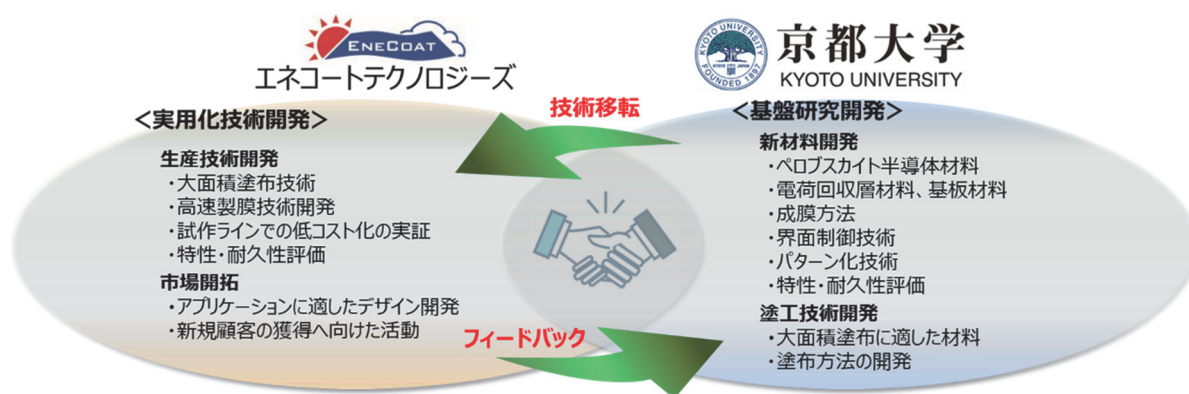 ENECOAT
エネコートテクノロジーズ
KYOTO UNIVERSITY
FOUNDED 1897
京都大学
KYOTO UNIVERSITY
技術移転
<実用化技術開発>
生産技術開発
・大面積塗布技術
・高速製膜技術開発
・試作ラインでの低コスト化の実証
・特性・耐久性評価
市場開拓
・アプリケーションに適したデザイン開発
・新規顧客の獲得へ向けた活動
フィードバック
<基盤研究開発>
新材料開発
・ペロブスカイト半導体材料
・電荷回収層材料、基板材料
・成膜方法
・界面制御技術
・パターン化技術
・特性・耐久性評価
塗工技術開発
・大面積塗布に適した材料
・塗布方法の開発